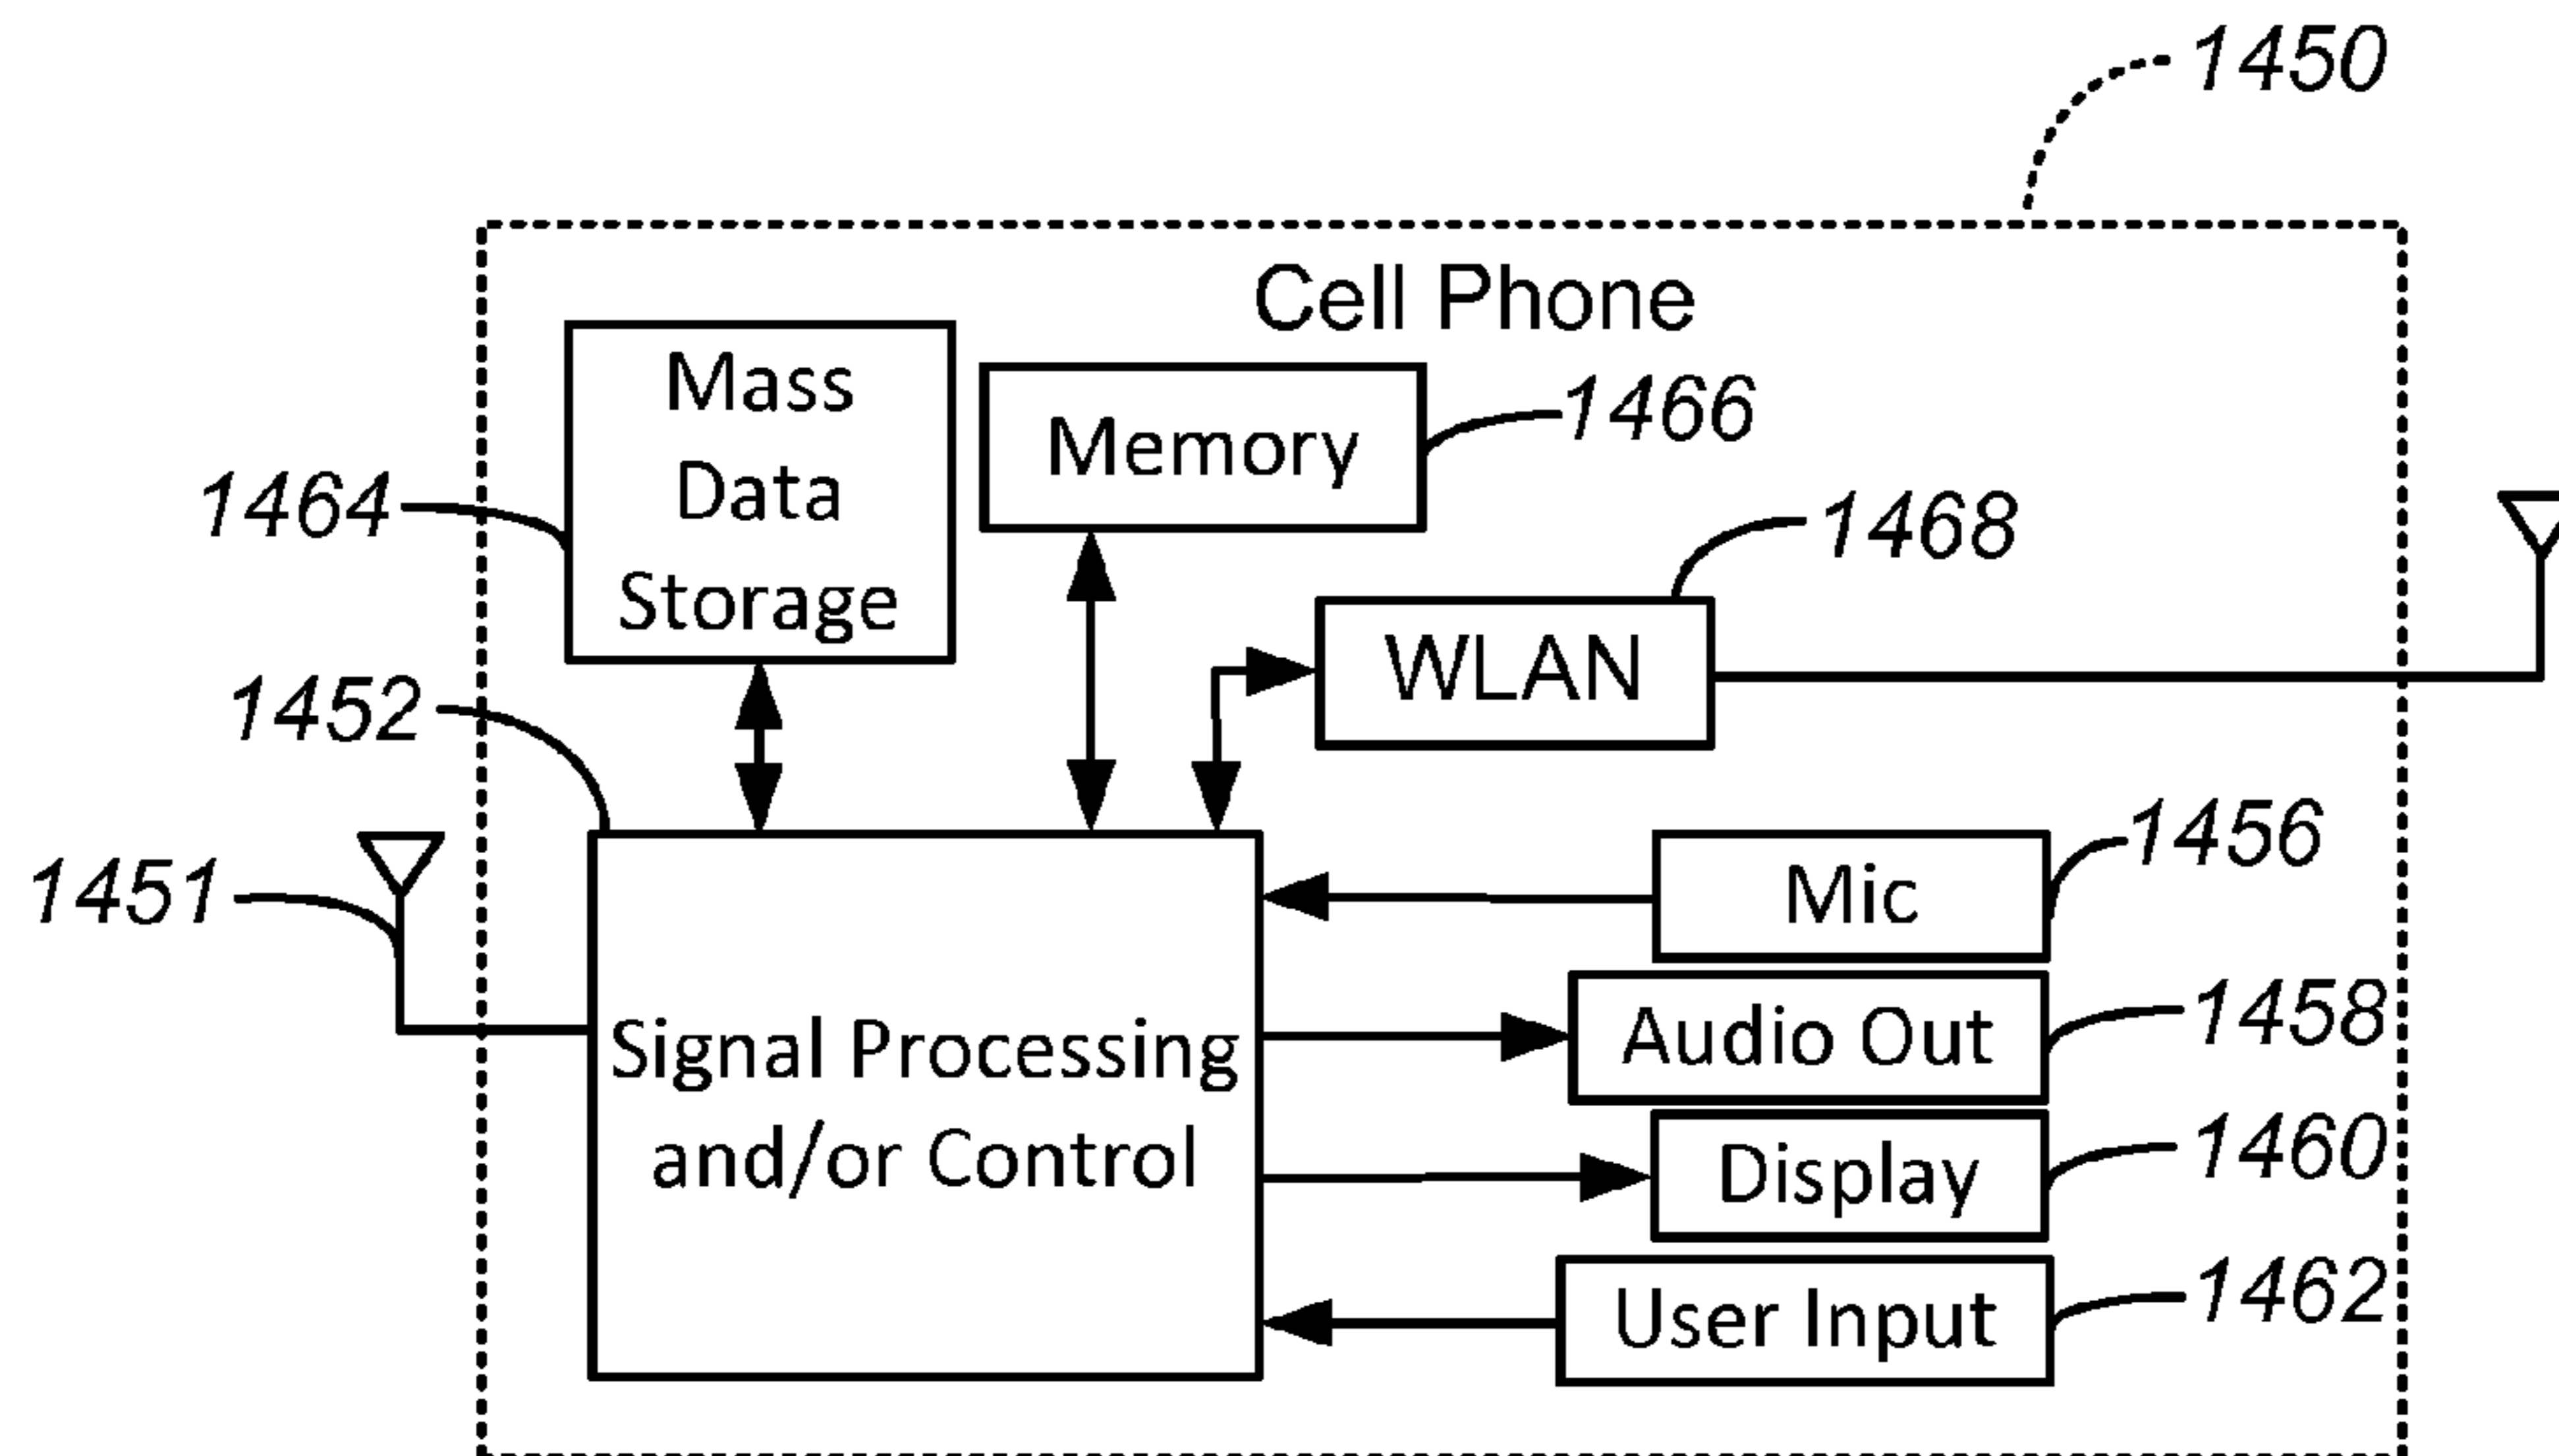 1450
Cell Phone
Mass
Data
Storage
Memory
1466
1464
1468
WLAN
1452
1451
Mic
1456
Signal Processing
and/or Control
Audio Out
1458
Display
1460
User Input
1462